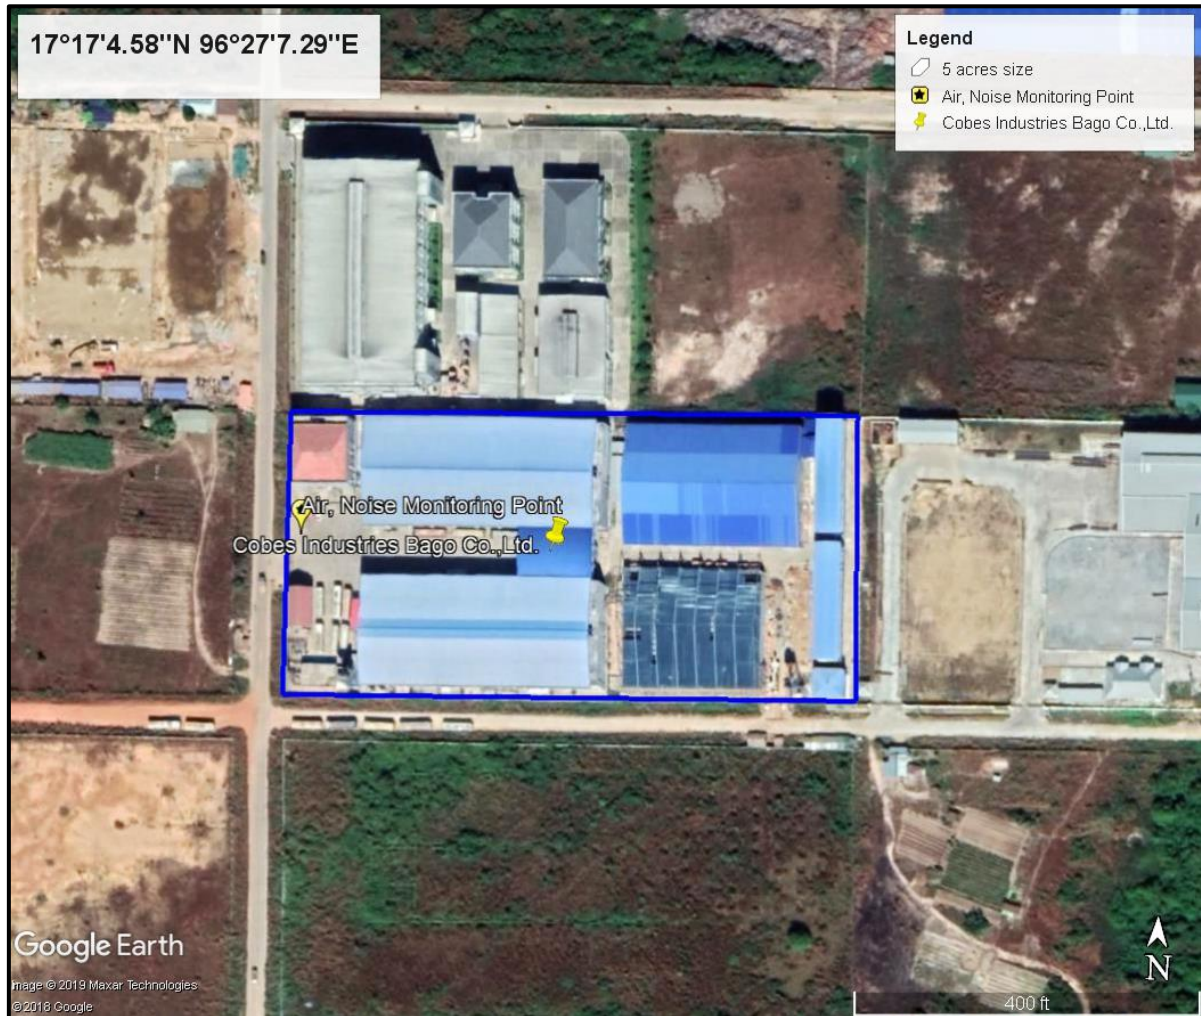 17°17'4.58''N 96°27'7.29''E
Legend
5 acres size
Air, Noise Monitoring Point
Cobes Industries Bago Co.,Ltd.
Air, Noise Monitoring Point
Cobes Industries Bago Co.,Ltd.
Google Earth
N
mage © 2019 Maxar Technologies
© 2018 Google
400 ft